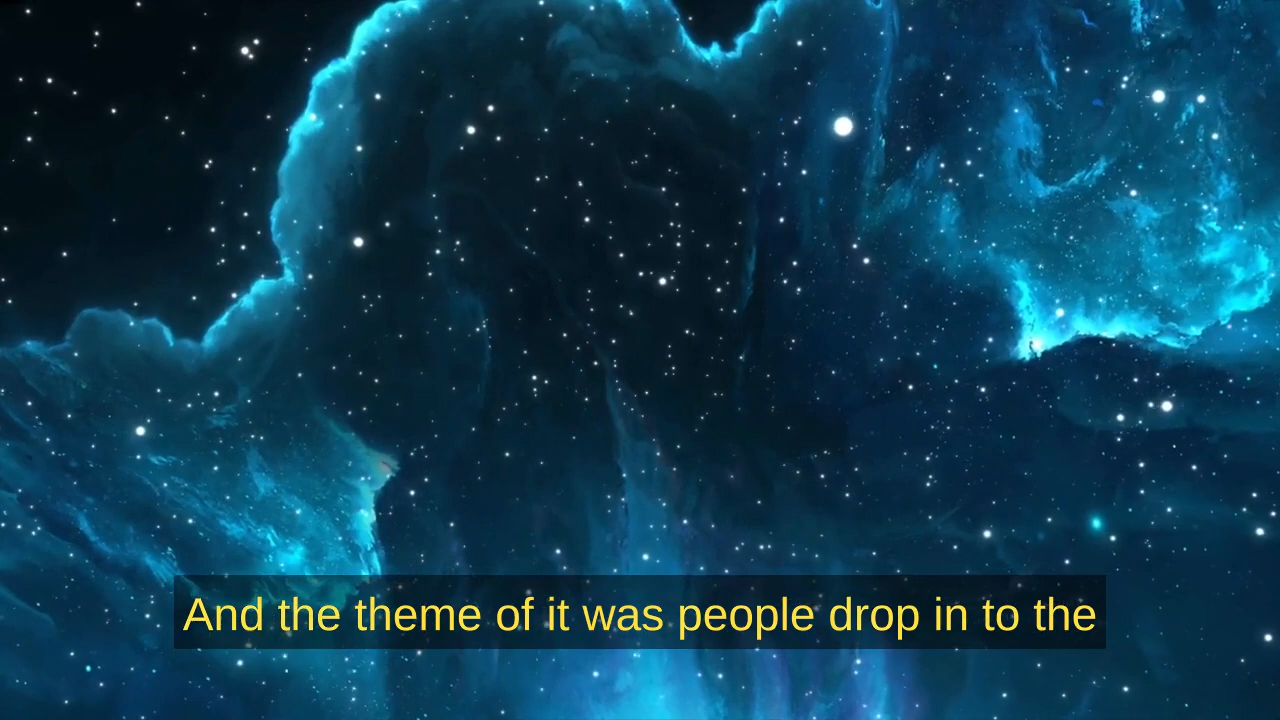 And the theme of it was people drop in to the